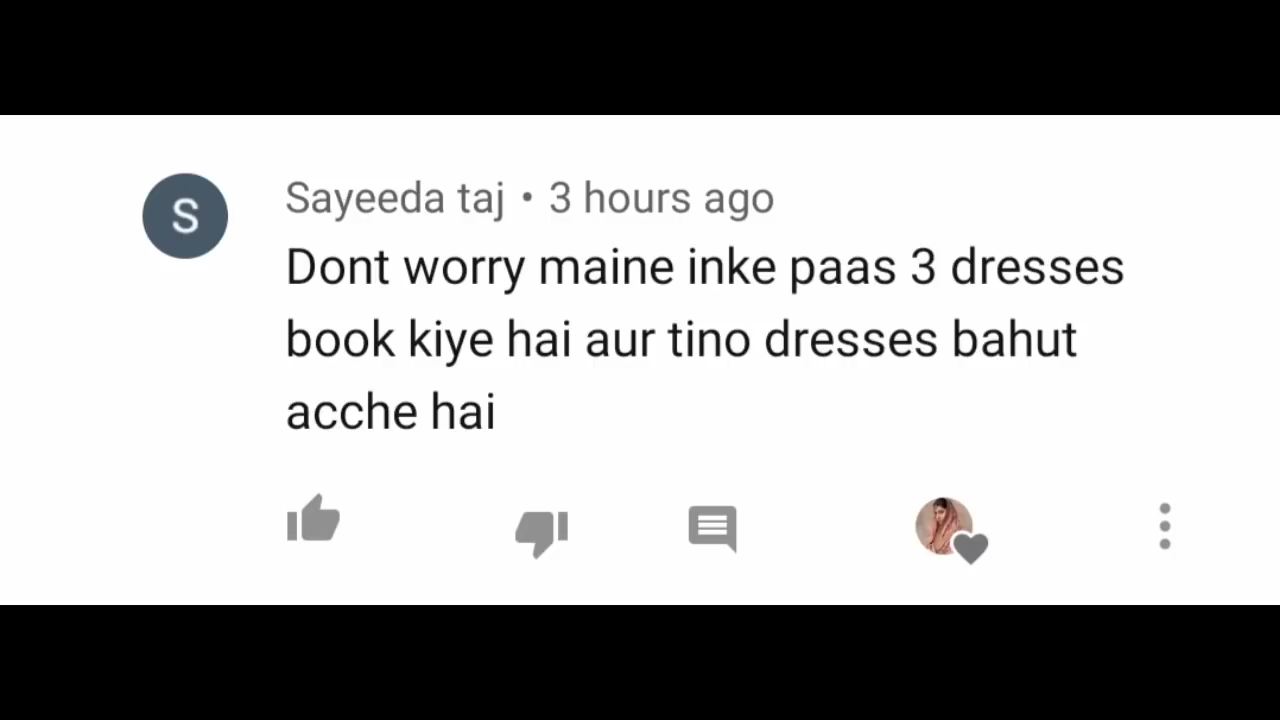 S
Sayeeda taj • 3 hours ago
Dont worry maine inke paas 3 dresses
book kiye hai aur tino dresses bahut
acche hai